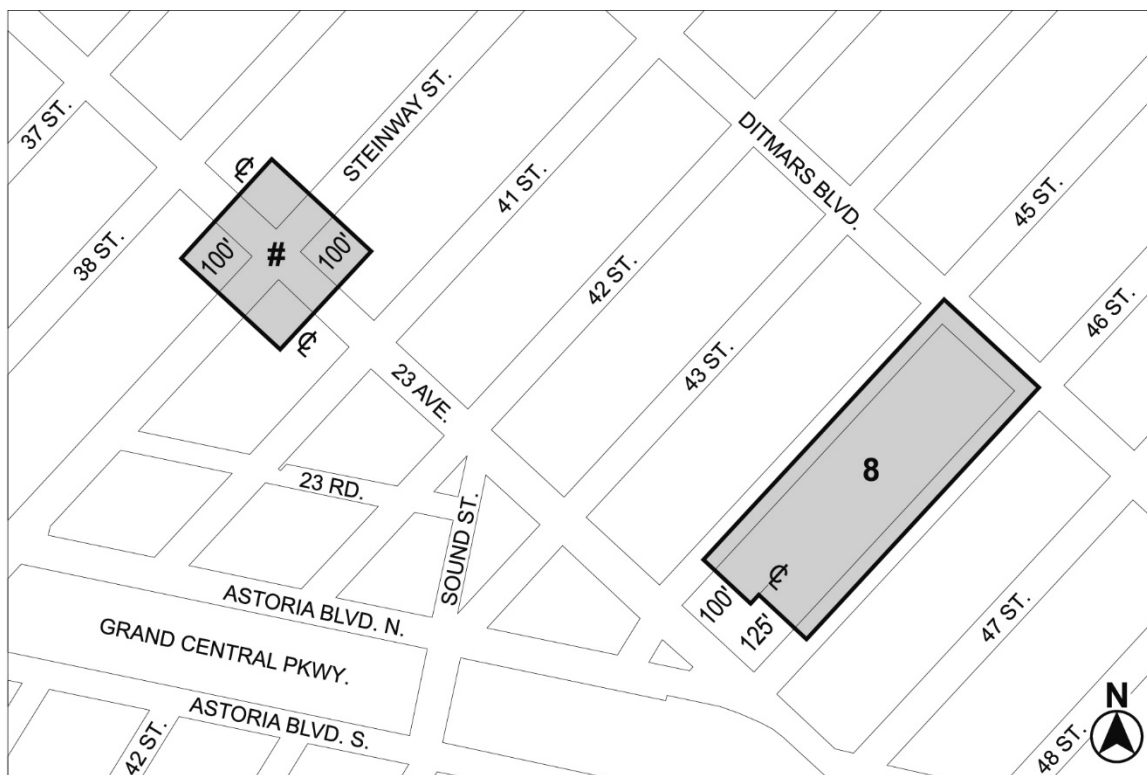 37 ST.
STEINWAY ST.
℄
DITMARS BLVD.
41 ST.
45 ST.
38 ST.
100'
#
100'
42 ST.
46 ST.
℄
43 ST.
23 AVE.
8
23 RD.
SOUND ST.
℄
100'
125'
47 ST.
ASTORIA BLVD. N.
GRAND CENTRAL PKWY.
ASTORIA BLVD. S.
42 ST.
48 ST.
N